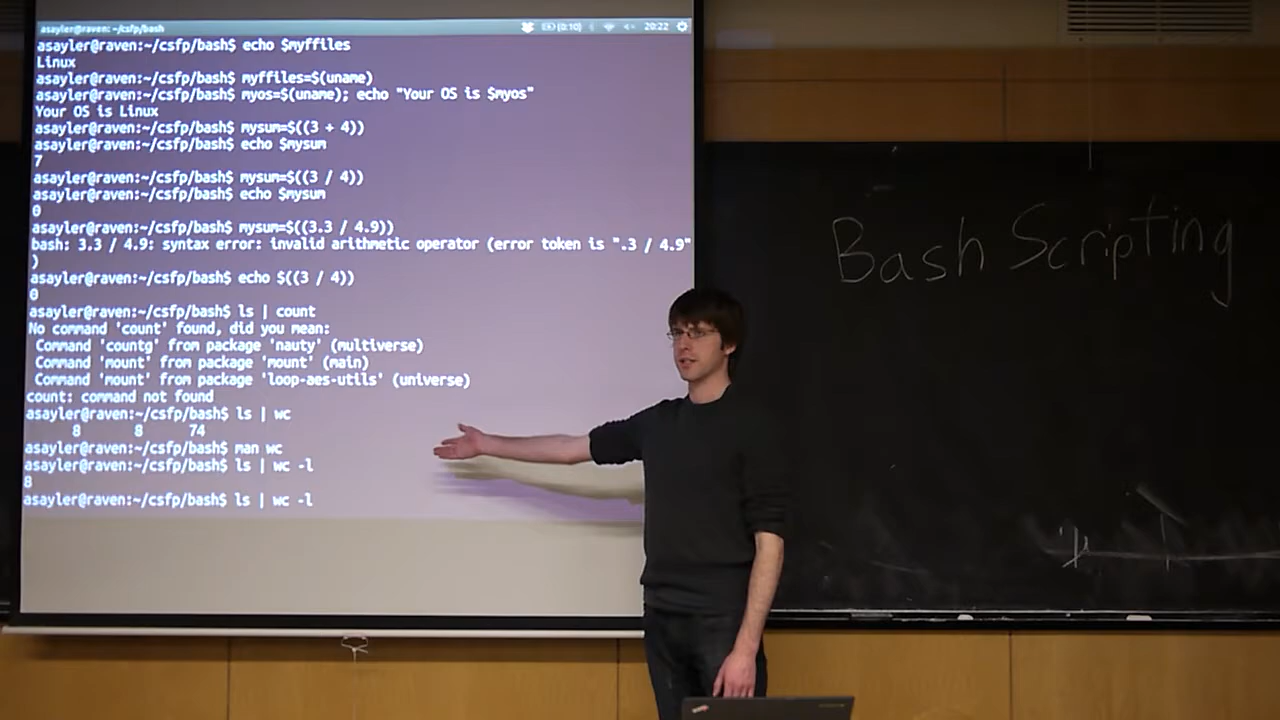 asayler@raven: ~/csfp/bash
(0:10)
20:22
asayler@raven:~/csfp/bash$ echo $myffiles
Linux
asayler@raven:~/csfp/bash$ myffiles=$(uname)
asayler@raven:~/csfp/bash$ myos=$(uname); echo "Your OS is $myos"
Your OS is Linux
asayler@raven:~/csfp/bash$ mysum=$((3 + 4))
asayler@raven:~/csfp/bash$ echo $mysum
7
asayler@raven:~/csfp/bash$ mysum=$((3 / 4))
asayler@raven:~/csfp/bash$ echo $mysum
0
asayler@raven:~/csfp/bash$ mysum=$((3.3 / 4.9))
bash: 3.3 / 4.9: syntax error: invalid arithmetic operator (error token is ".3 / 4.9"
)
asayler@raven:~/csfp/bash$ echo $((3 / 4))
0
asayler@raven:~/csfp/bash$ ls | count
No command 'count' found, did you mean:
Command 'countg' from package 'nauty' (multiverse)
Command 'mount' from package 'mount' (main)
Command 'mount' from package 'loop-aes-utils' (universe)
count: command not found
asayler@raven:~/csfp/bash$ ls | wc
8 8 74
asayler@raven:~/csfp/bash$ man wc
asayler@raven:~/csfp/bash$ ls | wc -l
8
asayler@raven:~/csfp/bash$ ls | wc -l
Bash Scripting